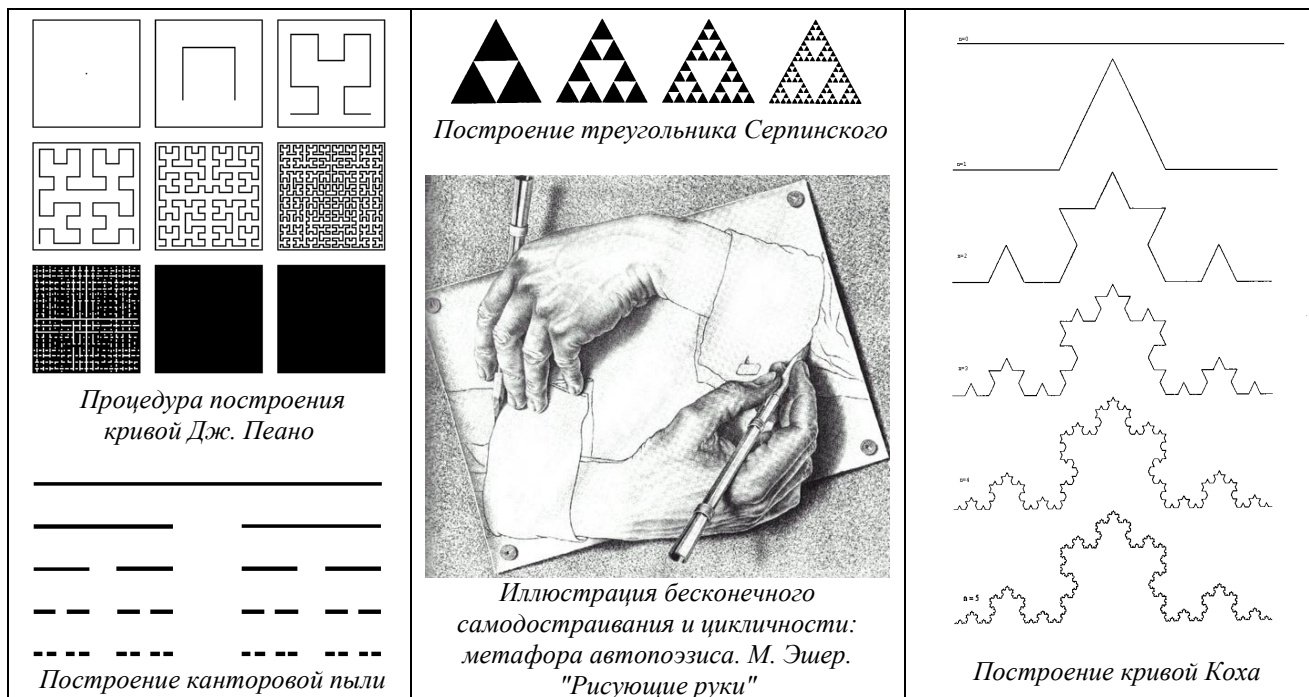 Процедура построения
кривой Дж. Пеано
Построение канторовой пыли
Построение треугольника Серпинского
Иллюстрация бесконечного
самодостраивания и цикличности:
метафора автопоэзиса. М. Эшер.
"Рисующие руки"
n=0
n=1
n=2
n=3
n=4
n = 5
Построение кривой Коха